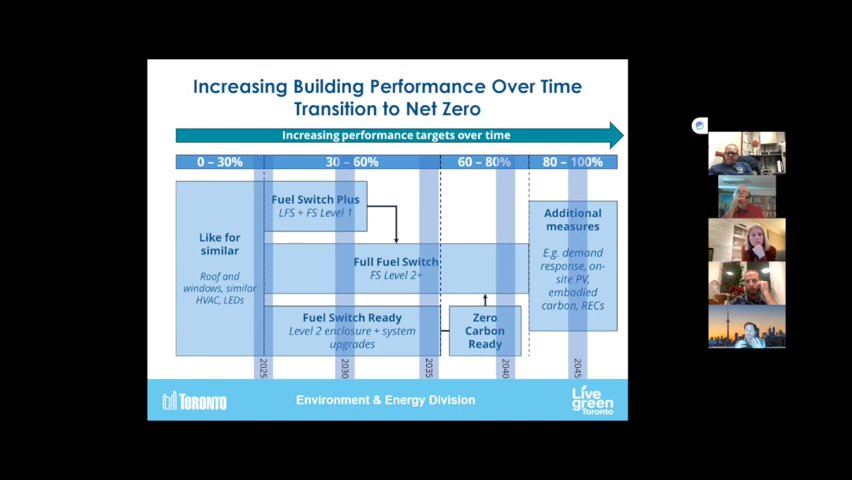 Increasing Building Performance Over Time
Transition to Net Zero
Increasing performance targets over time
0 – 30%
30 – 60%
60 – 80%
80 – 100%
Like for
similar
Roof and
windows, similar
HVAC, LEDs
Fuel Switch Plus
LFS + FS Level 1
Full Fuel Switch
FS Level 2+
Fuel Switch Ready
Level 2 enclosure + system
upgrades
Zero
Carbon
Ready
Additional
measures
E.g. demand
response, on-
site PV,
embodied
carbon, RECs
2025
2030
2035
2040
2045
TORONTO
Environment & Energy Division
Live
green
Toronto